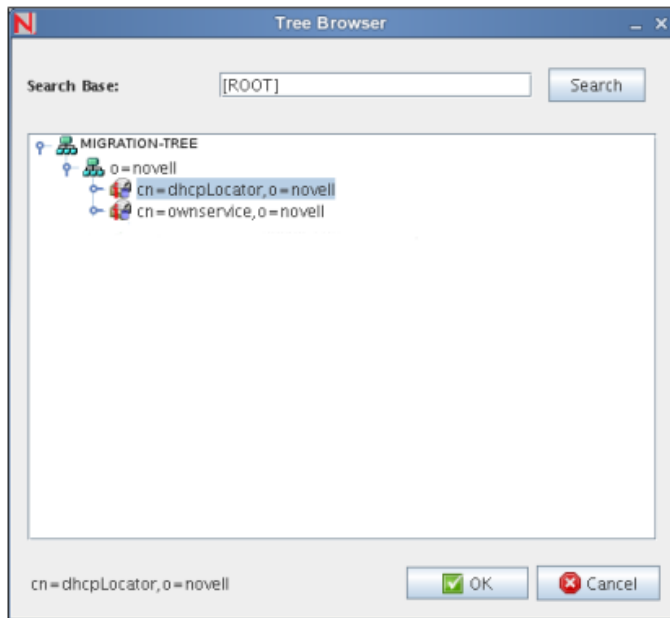 N Tree Browser
Search Base: [ROOT] Search
MIGRATION-TREE
o=novell
cn=dhcpLocator,o=novell
cn=ownservice,o=novell
cn=dhcpLocator,o=novell OK Cancel